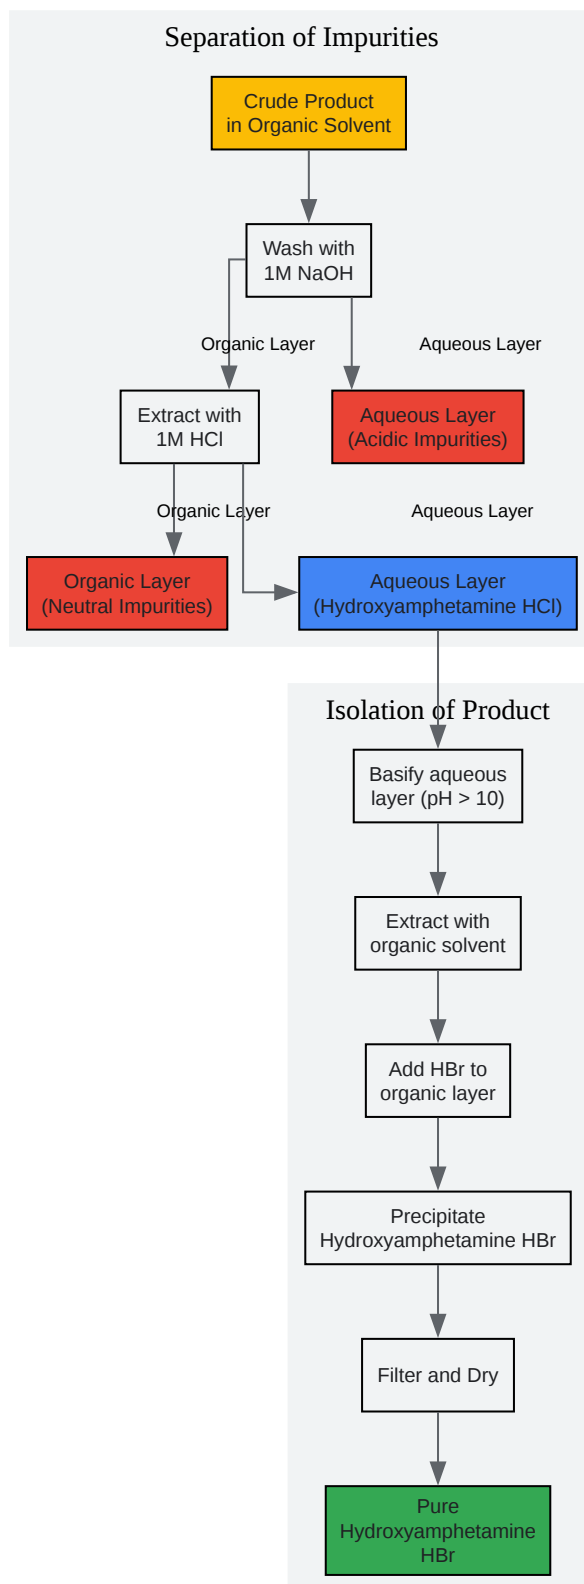 Separation of Impurities
Crude Product
in Organic Solvent
Wash with
1M NaOH
Organic Layer
Aqueous Layer
Extract with
1M HCl
Aqueous Layer
(Acidic Impurities)
Organic Layer
Aqueous Layer
Organic Layer
(Neutral Impurities)
Aqueous Layer
(Hydroxyamphetamine HCl)
Isolation of Product
Basify aqueous
layer (pH > 10)
Extract with
organic solvent
Add HBr to
organic layer
Precipitate
Hydroxyamphetamine HBr
Filter and Dry
Pure
Hydroxyamphetamine
HBr